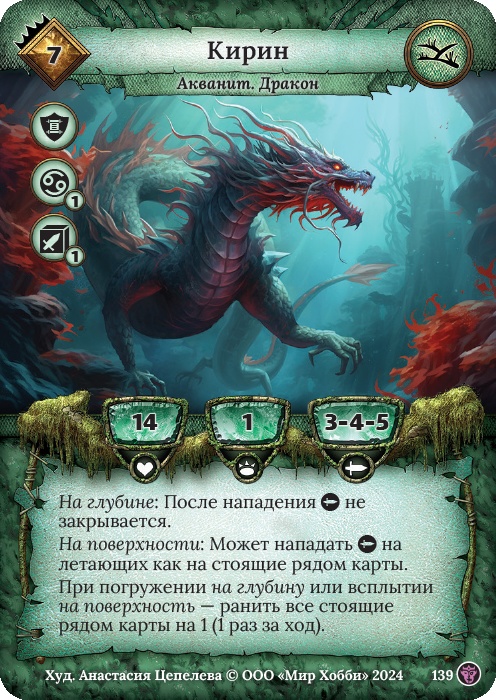 7
Кирин
Акванит. Дракон
1
1
14
1
3-4-5
На глубине: После нападения не
закрывается.
На поверхности: Может нападать на
летающих как на стоящие рядом карты.
При погружении на глубину или всплытии
на поверхность — ранить все стоящие
рядом карты на 1 (1 раз за ход).
Худ. Анастасия Цепелева © ООО «Мир Хобби» 2024
139